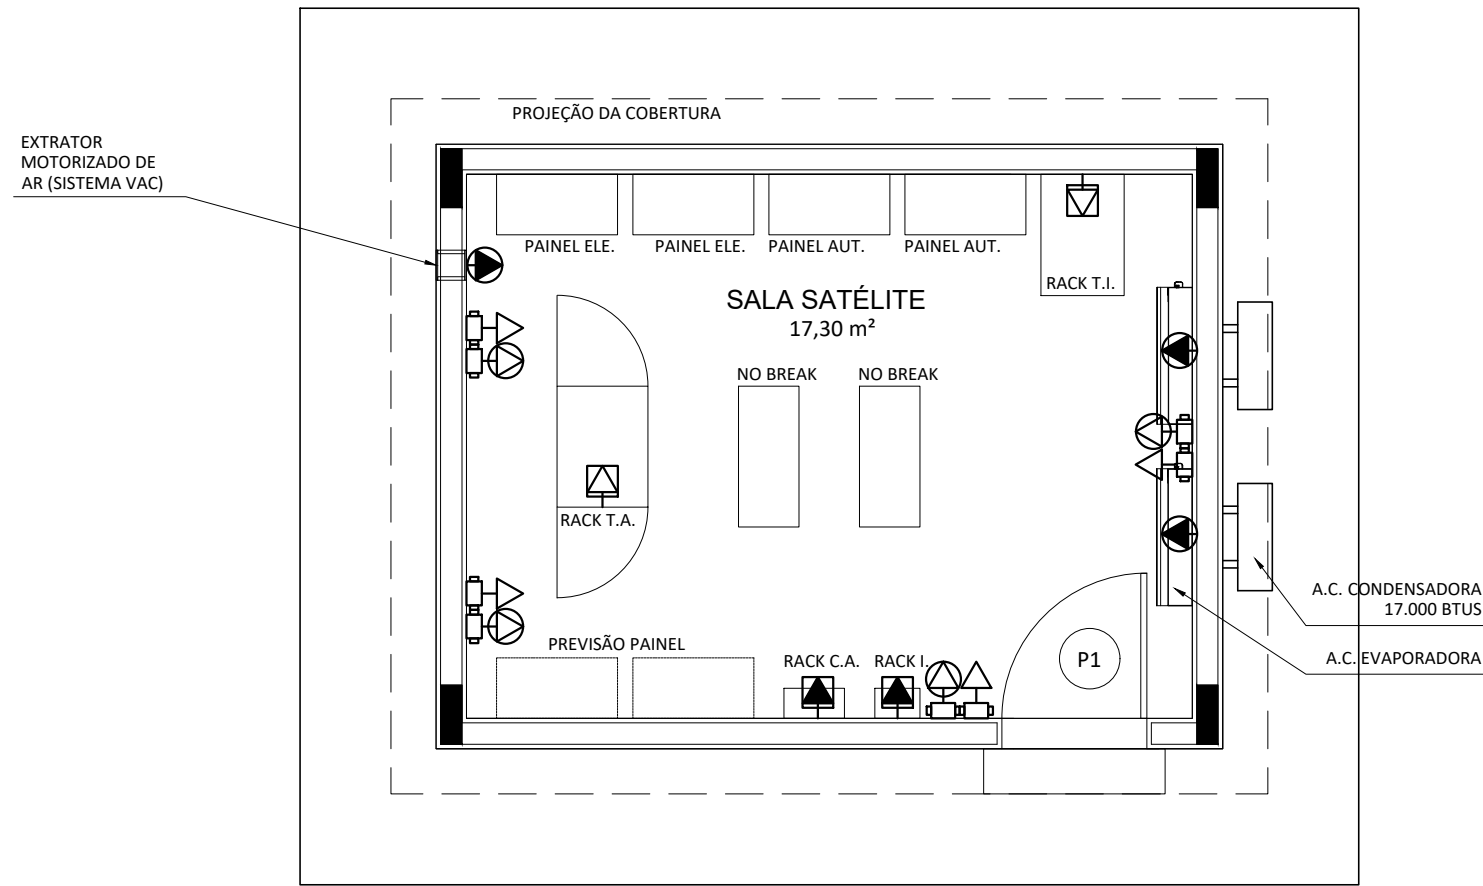 PROJEÇÃO DA COBERTURA
EXTRATOR
MOTORIZADO DE
AR (SISTEMA VAC)
PAINEL ELE.
PAINEL ELE.
PAINEL AUT.
PAINEL AUT.
RACK T.I.
SALA SATÉLITE
17,30 m²
NO BREAK
NO BREAK
RACK T.A.
A.C. CONDENSADORA
17.000 BTUS
A.C. EVAPORADORA
PREVISÃO PAINEL
RACK C.A.
RACK I.
P1